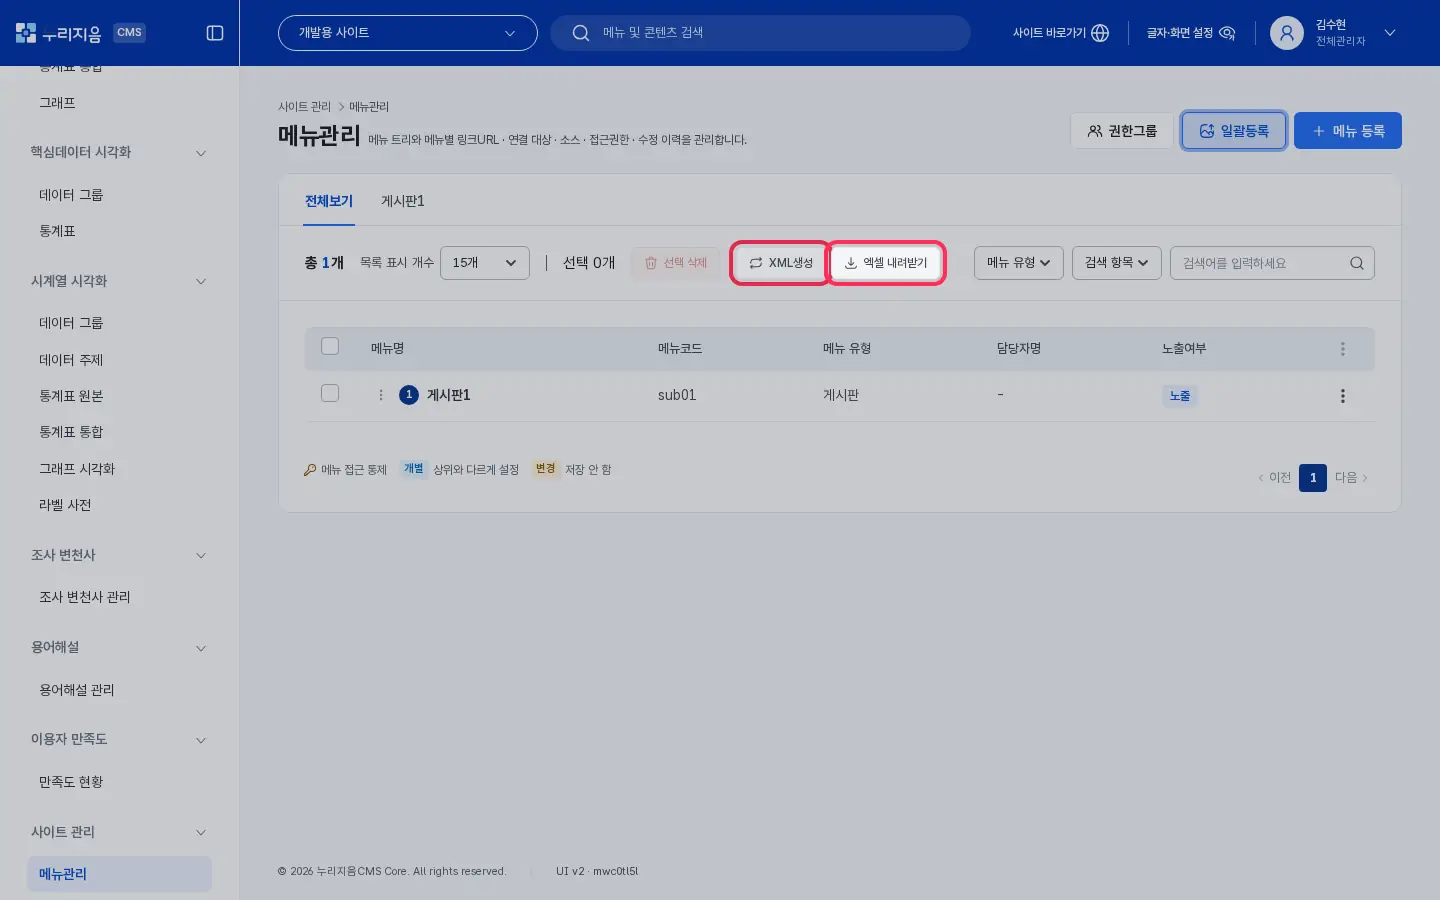 누리지음 CMS
개발용 사이트
메뉴 및 콘텐츠 검색
사이트 바로가기
글자·화면 설정
김수현
전체관리자
통계표 통합
그래프
핵심데이터 시각화
데이터 그룹
통계표
시계열 시각화
데이터 그룹
데이터 주제
통계표 원본
통계표 통합
그래프 시각화
라벨 사전
조사 변천사
조사 변천사 관리
용어해설
용어해설 관리
이용자 만족도
만족도 현황
사이트 관리
메뉴관리
사이트 관리 > 메뉴관리
메뉴관리 메뉴 트리와 메뉴별 링크URL · 연결 대상 · 소스 · 접근권한 · 수정 이력을 관리합니다.
권한그룹 일괄등록 + 메뉴 등록
전체보기 게시판1
총 1개 목록 표시 개수 15개 선택 0개 선택 삭제 XML생성 엑셀 내려받기 메뉴 유형 검색 항목 검색어를 입력하세요
메뉴명 메뉴코드 메뉴 유형 담당자명 노출여부
1 게시판1 sub01 게시판 - 노출
메뉴 접근 통제 개별 상위와 다르게 설정 변경 저장 안 함
이전 1 다음
© 2026 누리지음CMS Core. All rights reserved. UI v2 · mwc0tl5l